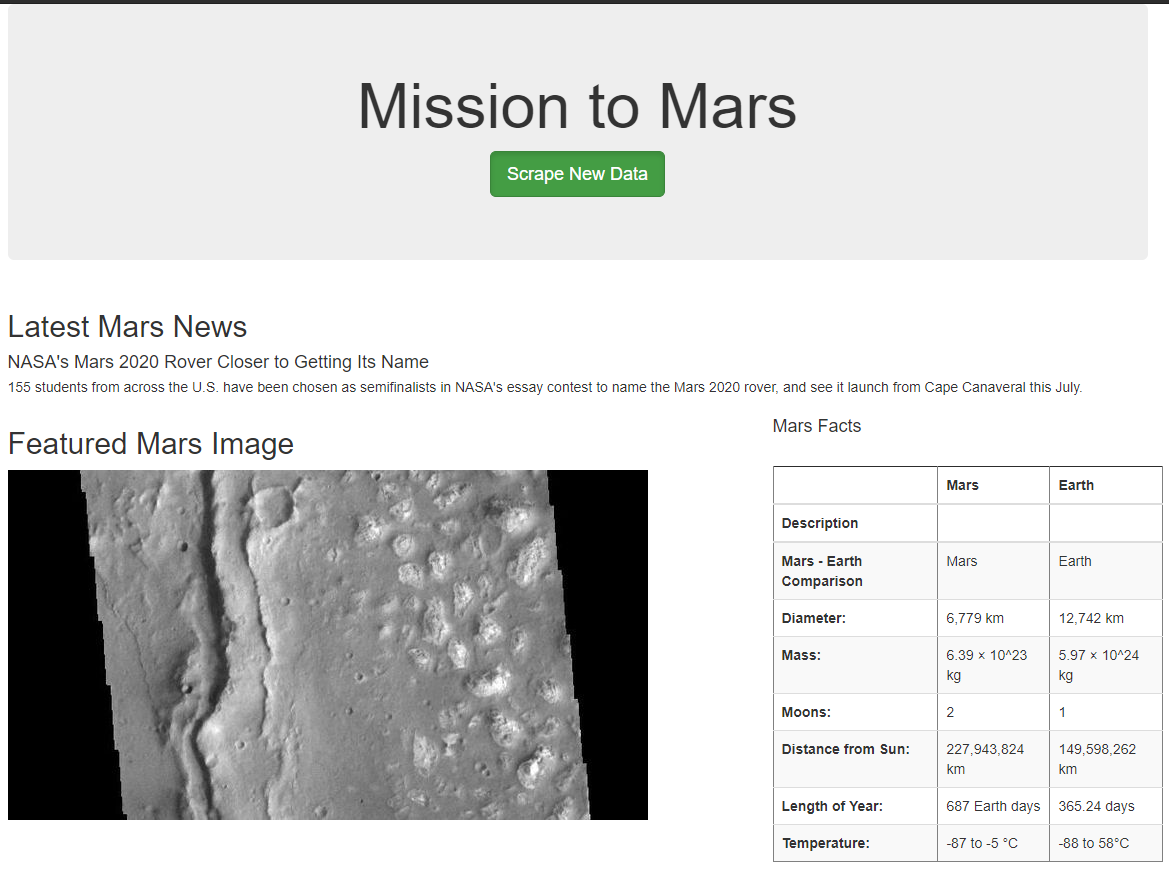 Mission to Mars
Scrape New Data
Latest Mars News
NASA's Mars 2020 Rover Closer to Getting Its Name
155 students from across the U.S. have been chosen as semifinalists in NASA's essay contest to name the Mars 2020 rover, and see it launch from Cape Canaveral this July.
Featured Mars Image
Mars Facts
Mars Earth
Description
Mars - Earth Mars Earth
Comparison
Diameter: 6,779 km 12,742 km
Mass: 6.39 × 10^23 5.97 × 10^24
kg kg
Moons: 2 1
Distance from Sun: 227,943,824 149,598,262
km km
Length of Year: 687 Earth days 365.24 days
Temperature: -87 to -5 °C -88 to 58°C